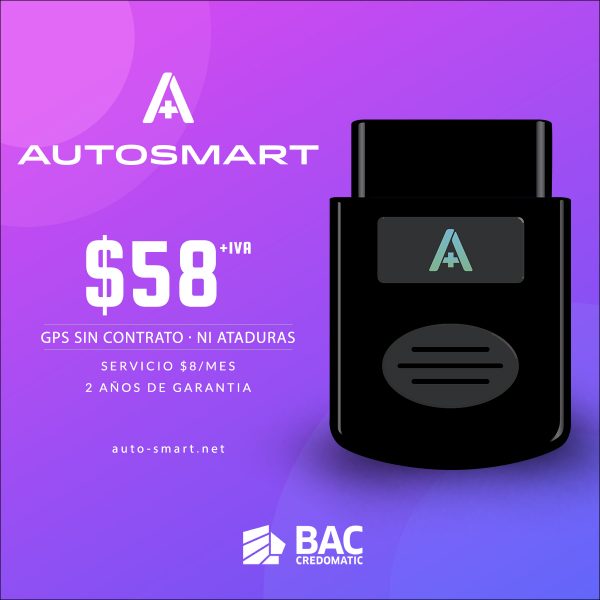 AUTOSMART
$58 +IVA
GPS SIN CONTRATO · NI ATADURAS
SERVICIO $8/MES
2 AÑOS DE GARANTIA
auto-smart.net
BAC
CREDOMATIC